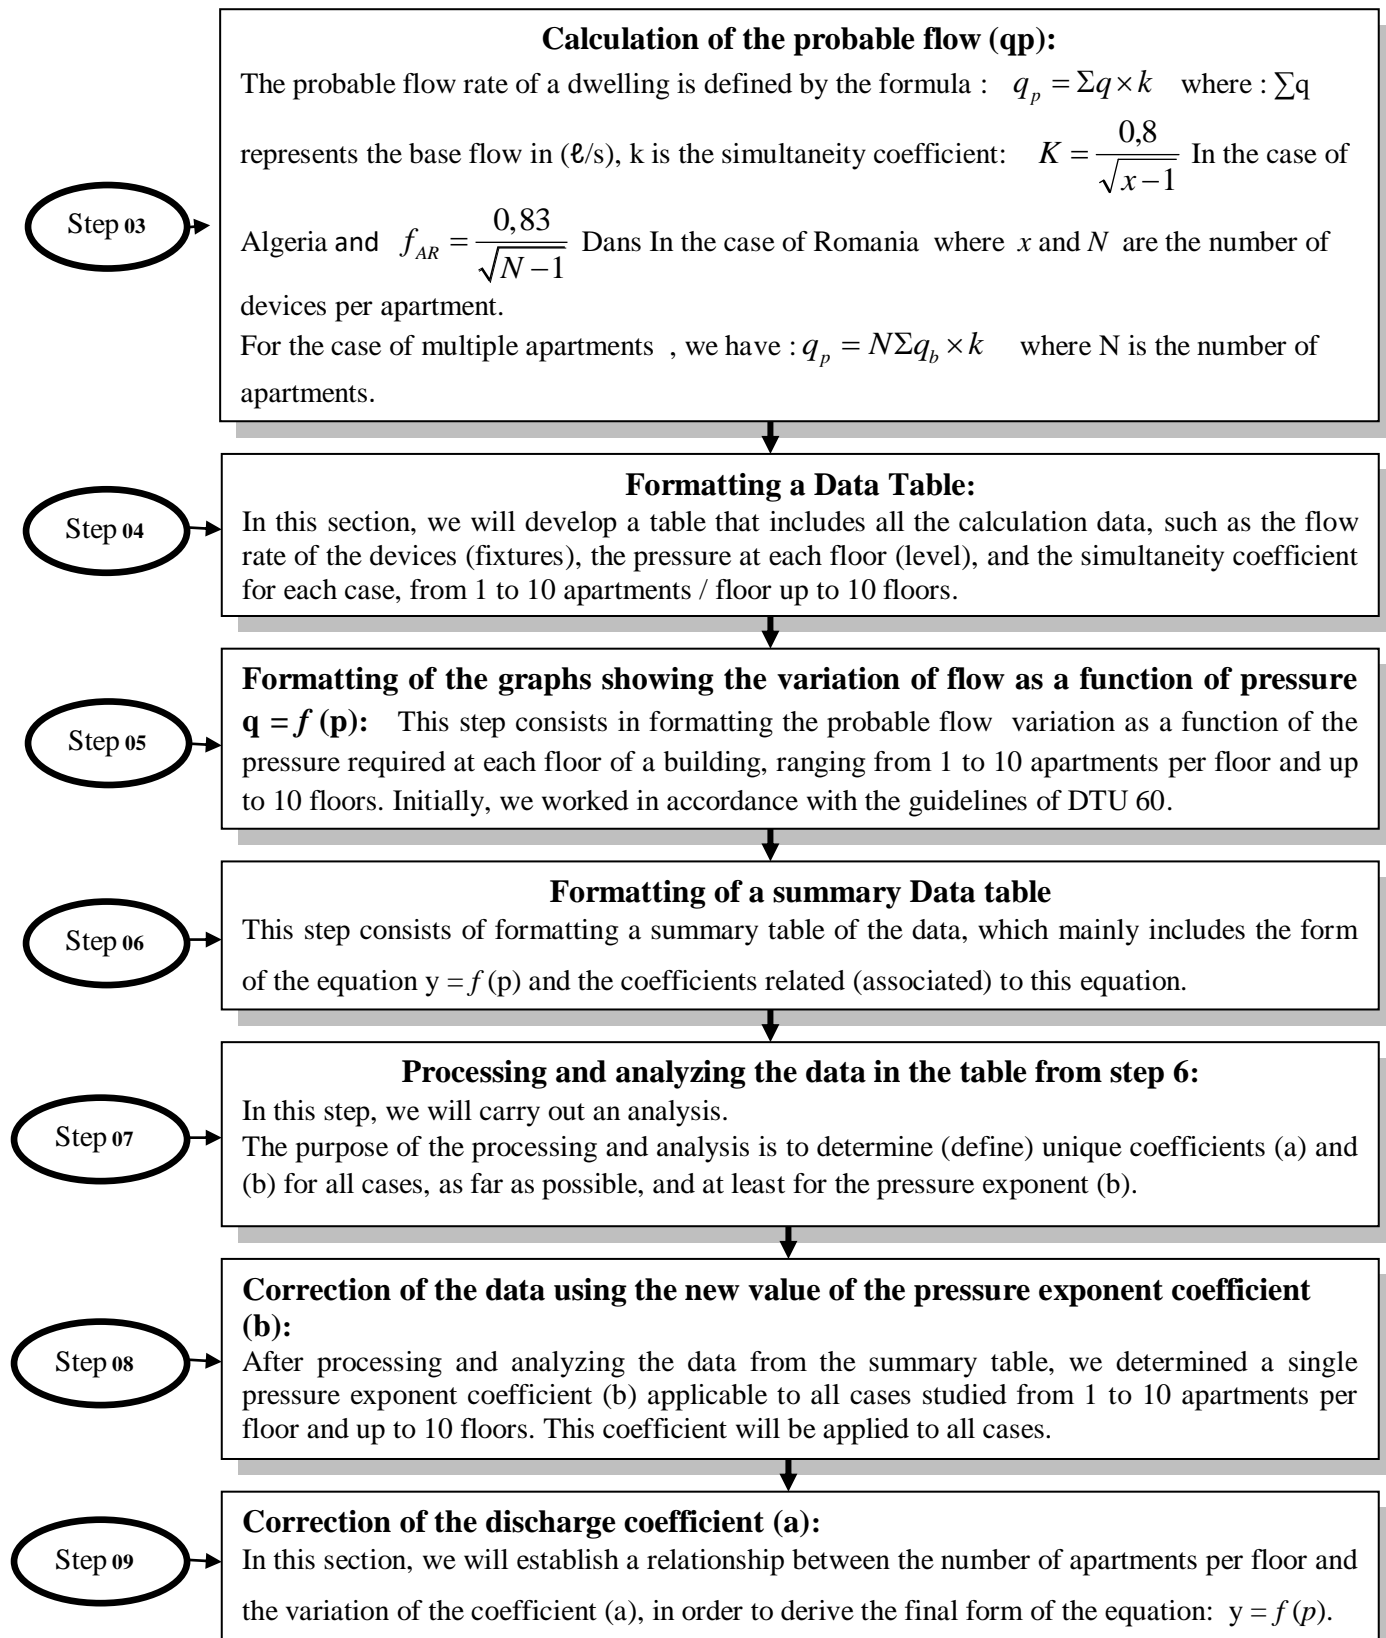 Calculation of the probable flow (qp):
The probable flow rate of a dwelling is defined by the formula : q_p = Σq × k where : ∑q
represents the base flow in (ℓ/s), k is the simultaneity coefficient: K = 0,8 / √(x − 1) In the case of
Step 03
Algeria and f_AR = 0,83 / √(N − 1) Dans In the case of Romania where x and N are the number of
devices per apartment.
For the case of multiple apartments , we have : q_p = NΣq_b × k where N is the number of
apartments.
Formatting a Data Table:
Step 04
In this section, we will develop a table that includes all the calculation data, such as the flow
rate of the devices (fixtures), the pressure at each floor (level), and the simultaneity coefficient
for each case, from 1 to 10 apartments / floor up to 10 floors.
Formatting of the graphs showing the variation of flow as a function of pressure
Step 05
q = f (p): This step consists in formatting the probable flow variation as a function of the
pressure required at each floor of a building, ranging from 1 to 10 apartments per floor and up
to 10 floors. Initially, we worked in accordance with the guidelines of DTU 60.
Formatting of a summary Data table
Step 06
This step consists of formatting a summary table of the data, which mainly includes the form
of the equation y = f (p) and the coefficients related (associated) to this equation.
Processing and analyzing the data in the table from step 6:
Step 07
In this step, we will carry out an analysis.
The purpose of the processing and analysis is to determine (define) unique coefficients (a) and
(b) for all cases, as far as possible, and at least for the pressure exponent (b).
Correction of the data using the new value of the pressure exponent coefficient
(b):
Step 08
After processing and analyzing the data from the summary table, we determined a single
pressure exponent coefficient (b) applicable to all cases studied from 1 to 10 apartments per
floor and up to 10 floors. This coefficient will be applied to all cases.
Correction of the discharge coefficient (a):
Step 09
In this section, we will establish a relationship between the number of apartments per floor and
the variation of the coefficient (a), in order to derive the final form of the equation: y = f (p).